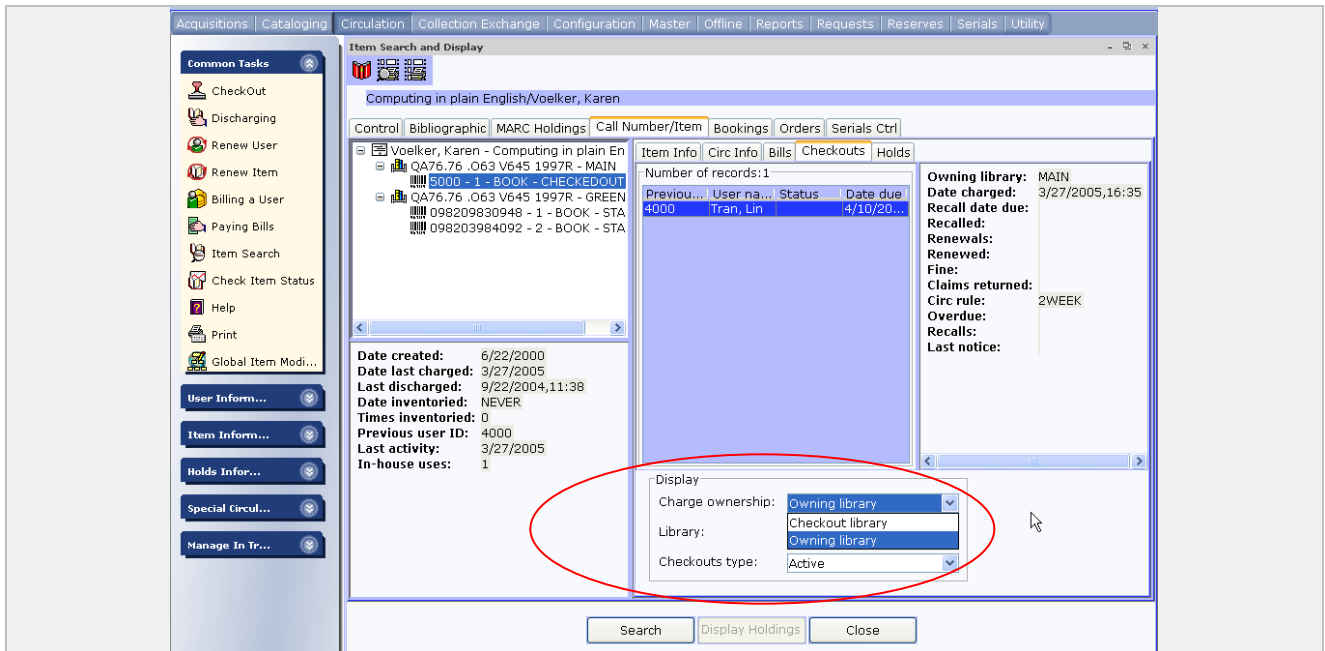 Acquisitions Cataloging Circulation Collection Exchange Configuration Master Offline Reports Requests Reserves Serials Utility
Item Search and Display
Common Tasks
CheckOut
Discharging
Renew User
Renew Item
Billing a User
Paying Bills
Item Search
Check Item Status
Help
Print
Global Item Modi...
User Inform...
Item Inform...
Holds Infor...
Special Circul...
Manage In Tr...
Computing in plain English/Voelker, Karen
Control Bibliographic MARC Holdings Call Number/Item Bookings Orders Serials Ctrl
Voelker, Karen - Computing in plain En
QA76.76 .O63 V645 1997R - MAIN
5000 - 1 - BOOK - CHECKEDOUT
QA76.76 .O63 V645 1997R - GREEN
098209830948 - 1 - BOOK - STA
098203984092 - 2 - BOOK - STA
Date created: 6/22/2000
Date last charged: 3/27/2005
Last discharged: 9/22/2004,11:38
Date inventoried: NEVER
Times inventoried: 0
Previous user ID: 4000
Last activity: 3/27/2005
In-house uses: 1
Item Info Circ Info Bills Checkouts Holds
Number of records:1
Previou... User na... Status Date due
4000 Tran, Lin 4/10/20...
Owning library: MAIN
Date charged: 3/27/2005,16:35
Recall date due:
Recalled:
Renewals:
Renewed:
Fine:
Claims returned:
Circ rule: 2WEEK
Overdue:
Recalls:
Last notice:
Display
Charge ownership: Owning library
Checkout library
Library:
Owning library
Checkouts type: Active
Search Display Holdings Close